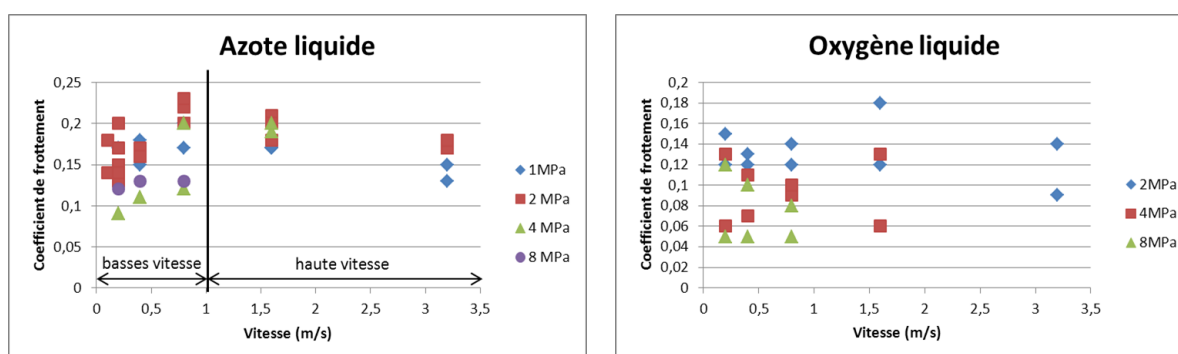 Azote liquide
Coefficient de frottement
0,25
0,2
0,15
0,1
0,05
0
basses vitesse
haute vitesse
0
0,5
1
1,5
2
2,5
3
3,5
Vitesse (m/s)
1MPa
2 MPa
4 MPa
8 MPa
Oxygène liquide
Coefficient de frottement
0,2
0,18
0,16
0,14
0,12
0,1
0,08
0,06
0,04
0,02
0
0
0,5
1
1,5
2
2,5
3
3,5
Vitesse (m/s)
2MPa
4MPa
8MPa